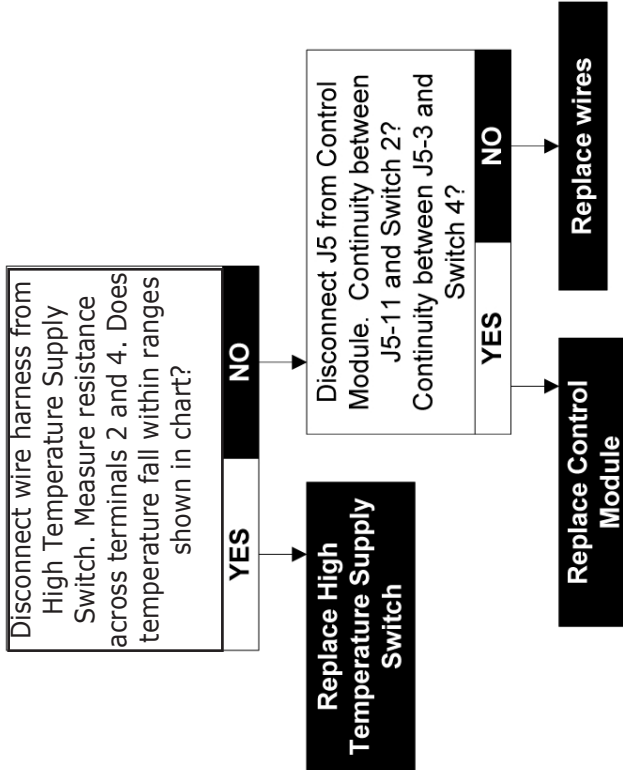 Disconnect wire harness from
High Temperature Supply
Switch. Measure resistance
across terminals 2 and 4. Does
temperature fall within ranges
shown in chart?
YES
NO
Replace High
Temperature Supply
Switch
Disconnect J5 from Control
Module. Continuity between
J5-11 and Switch 2?
Continuity between J5-3 and
Switch 4?
YES
NO
Replace Control
Module
Replace wires